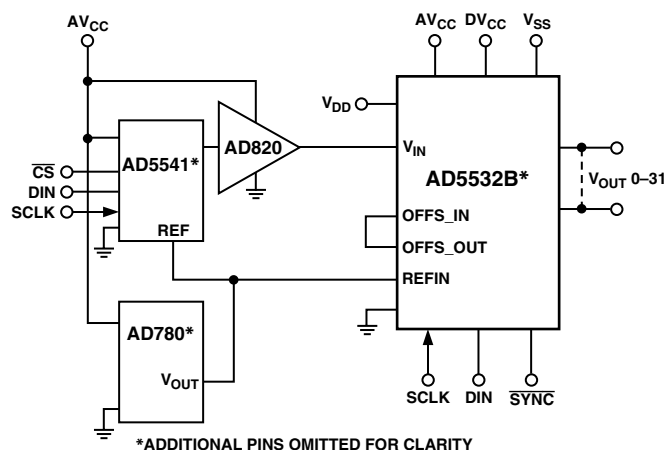 AVCC
AVCC DVCC VSS
VDD
AD820
VIN
AD5541*
CS
DIN
SCLK
REF
AD5532B*
VOUT 0–31
OFFS_IN
OFFS_OUT
REFIN
AD780*
VOUT
SCLK DIN SYNC
*ADDITIONAL PINS OMITTED FOR CLARITY